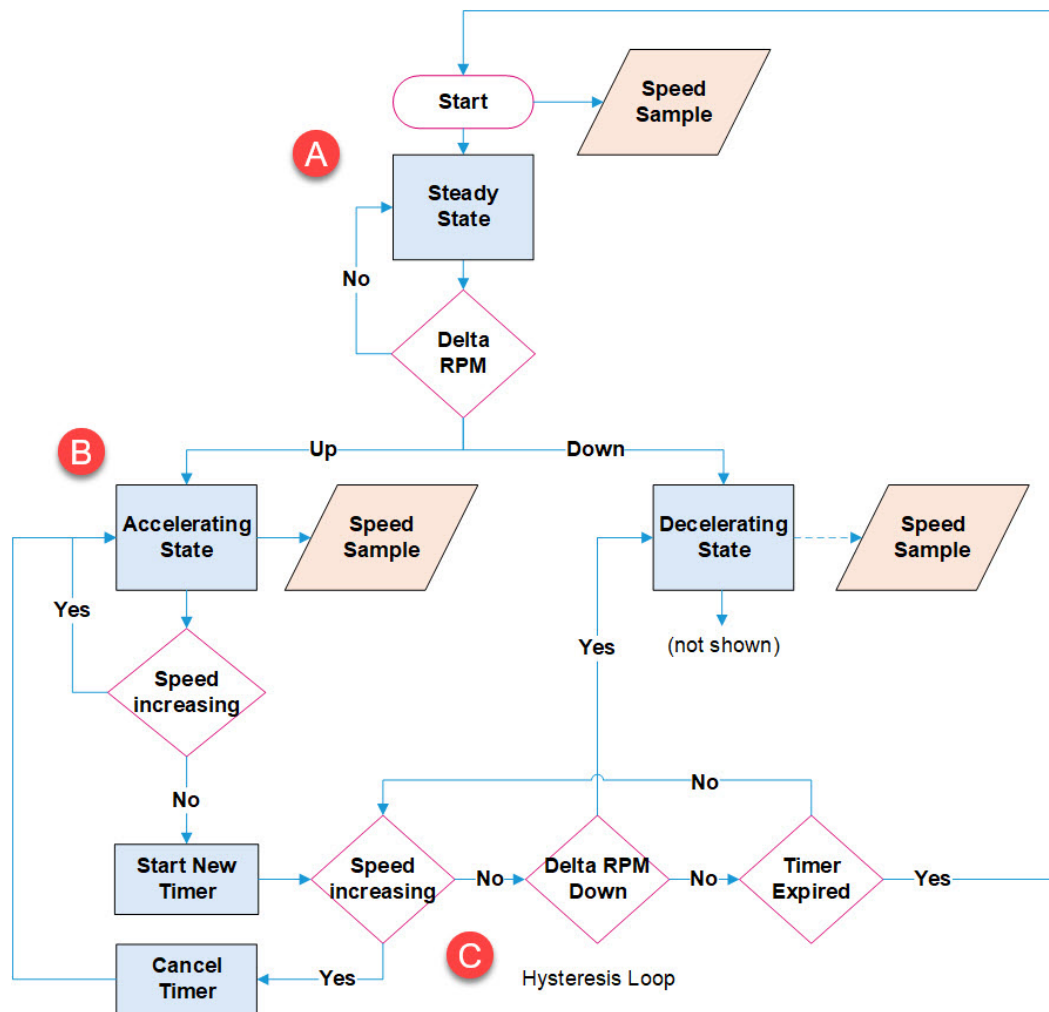 Start
Speed
Sample
A
Steady
State
No
Delta
RPM
B
Up
Down
Accelerating
State
Speed
Sample
Decelerating
State
Speed
Sample
Yes
Yes
(not shown)
Speed
increasing
No
No
Start New
Timer
Speed
increasing
No
Delta RPM
Down
No
Timer
Expired
Yes
Cancel
Timer
Yes
C
Hysteresis Loop